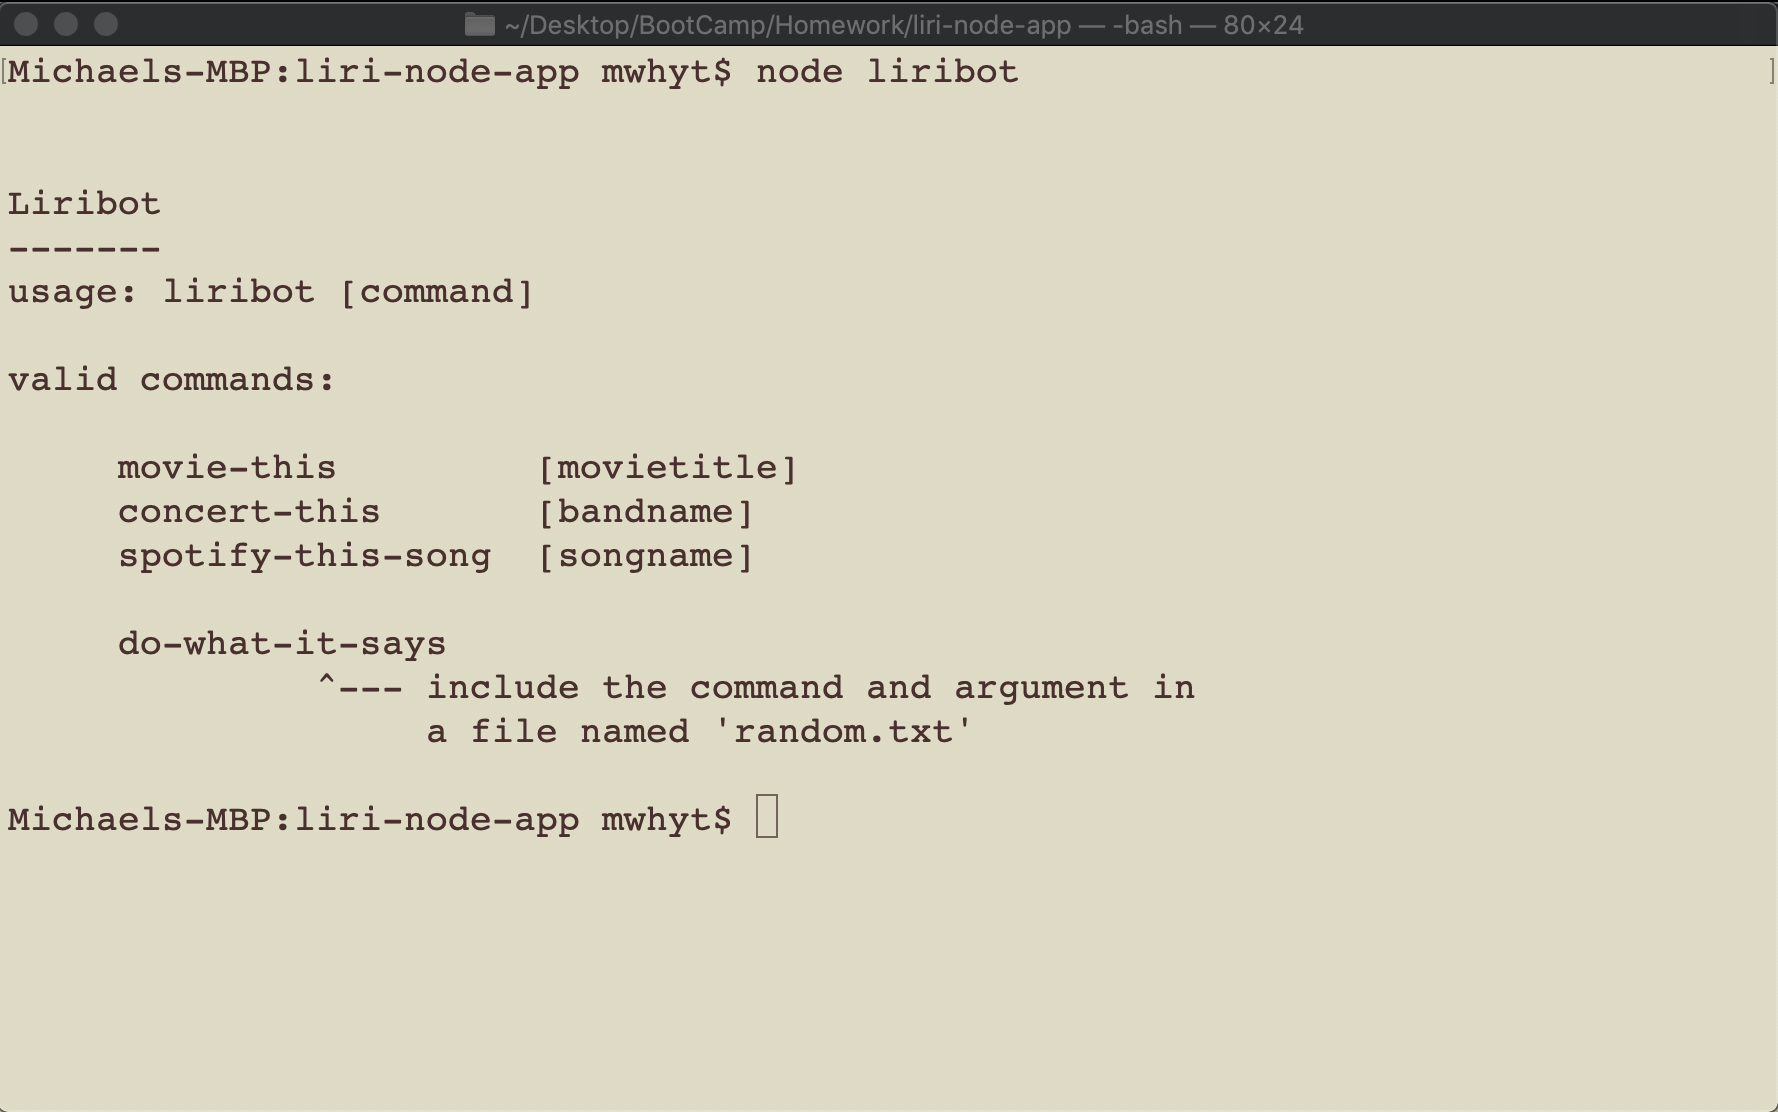 ~/Desktop/BootCamp/Homework/liri-node-app — -bash — 80×24
[Michaels-MBP:liri-node-app mwhyt$ node liribot ]
Liribot
-------
usage: liribot [command]
valid commands:
movie-this [movietitle]
concert-this [bandname]
spotify-this-song [songname]
do-what-it-says
^--- include the command and argument in
a file named 'random.txt'
Michaels-MBP:liri-node-app mwhyt$